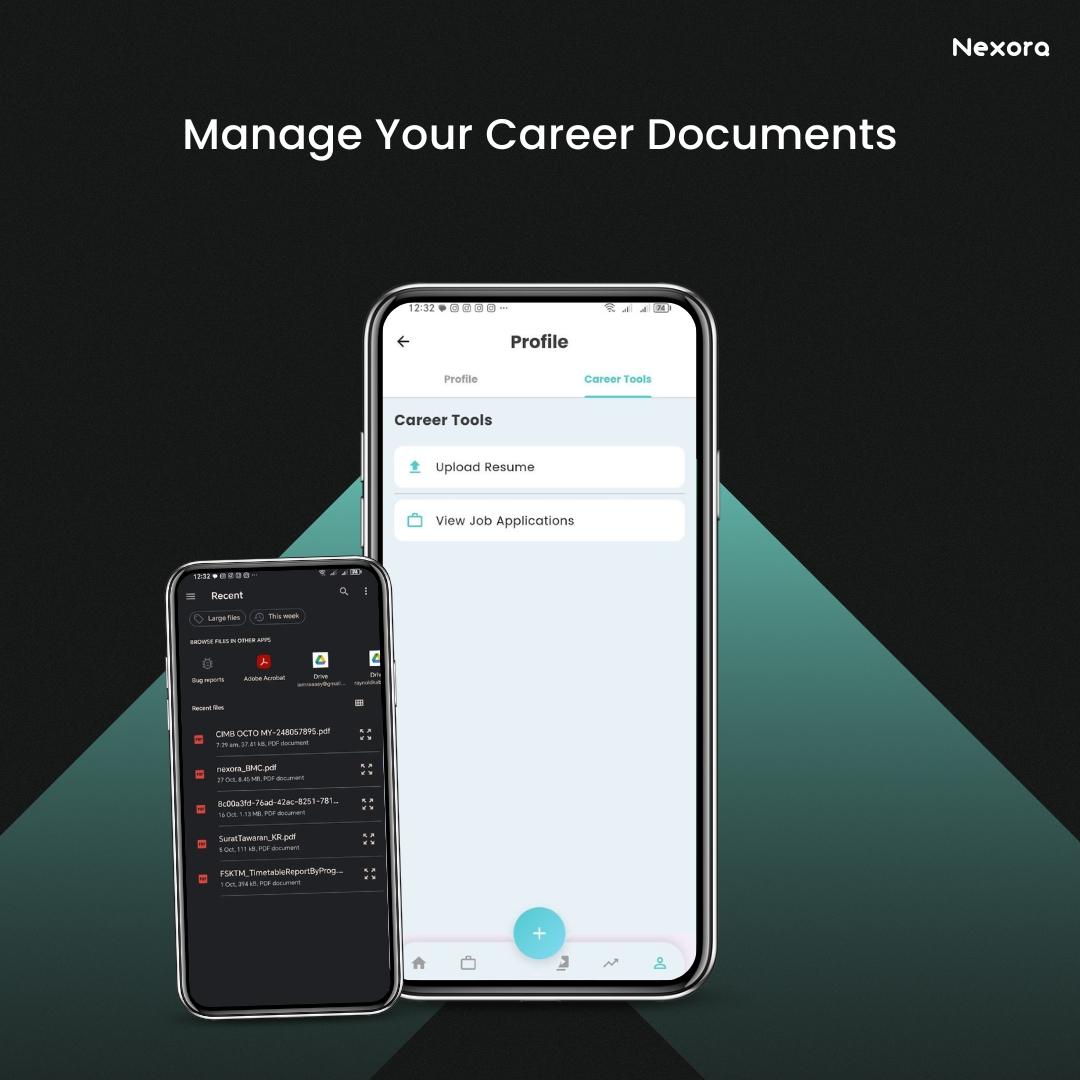 Nexora
Manage Your Career Documents
12:32
74
Profile
Profile
Career Tools
Career Tools
Upload Resume
View Job Applications
12:32
74
Recent
Large files
This week
BROWSE FILES IN OTHER APPS
Bug reports
Adobe Acrobat
Drive
Driv
Recent files
CIMB OCTO MY-248057895.pdf
7:29 am, 37.41 kB, PDF document
nexora_BMC.pdf
27 Oct, 8.45 MB, PDF document
8c00a3fd-76ad-42ac-8251-781...
16 Oct, 1.13 MB, PDF document
SuratTawaran_KR.pdf
5 Oct, 111 kB, PDF document
FSKTM_TimetableReportByProg...
1 Oct, 394 kB, PDF document